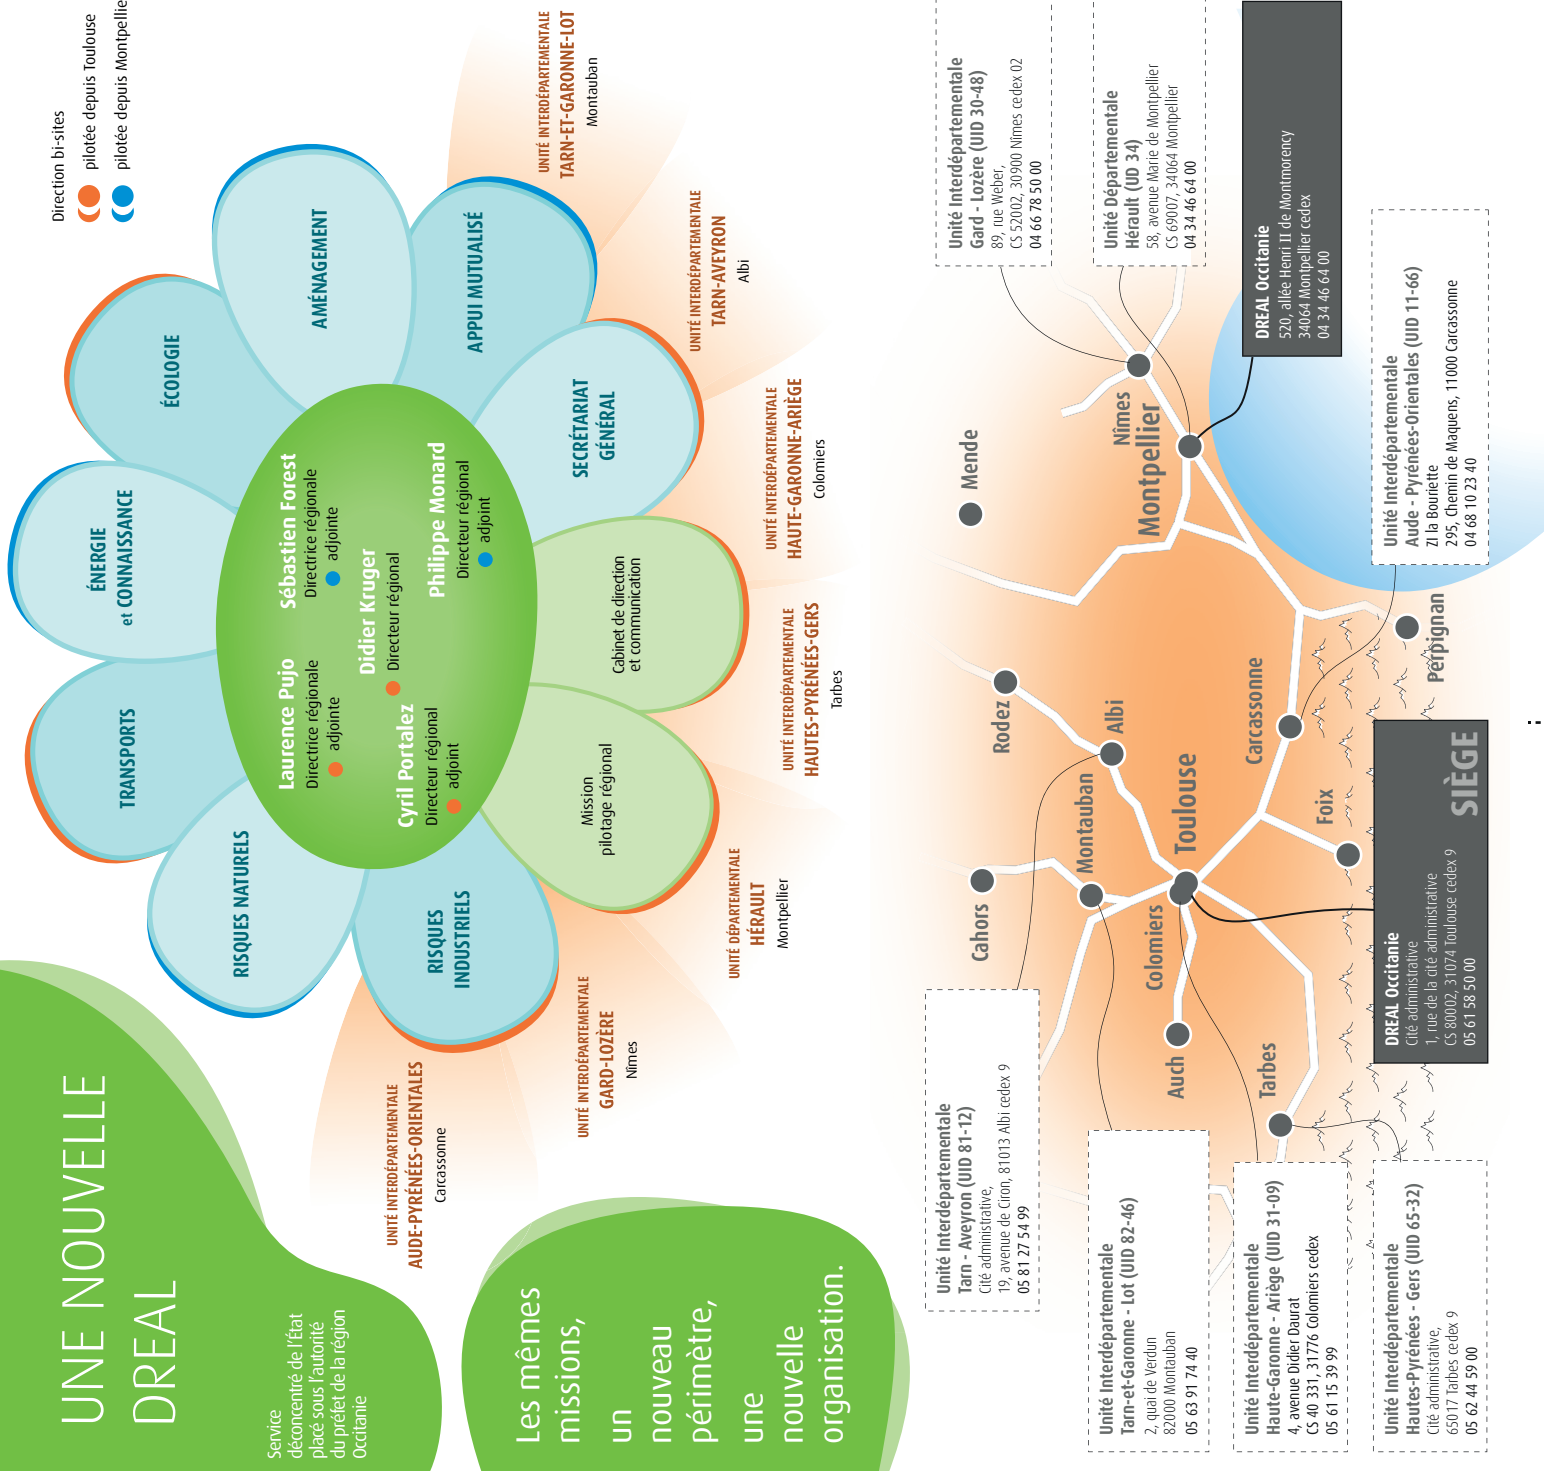 UNE NOUVELLE
DREAL
Service
déconcentré de l'État
placé sous l'autorité
du préfet de la région
Occitanie
Les mêmes
missions,
un
nouveau
périmètre,
une
nouvelle
organisation.
Direction bi-sites
pilotée depuis Toulouse
pilotée depuis Montpellie
RISQUES NATURELS
TRANSPORTS
ÉNERGIE
et CONNAISSANCE
ÉCOLOGIE
AMÉNAGEMENT
APPUI MUTUALISÉ
SECRÉTARIAT
GÉNÉRAL
Cabinet de direction
et communication
Mission
pilotage régional
RISQUES
INDUSTRIELS
Laurence Pujo
Directrice régionale
adjointe
Sébastien Forest
Directrice régionale
adjointe
Didier Kruger
Directeur régional
Cyril Portalez
Directeur régional
adjoint
Philippe Monard
Directeur régional
adjoint
UNITÉ INTERDÉPARTEMENTALE
AUDE-PYRÉNÉES-ORIENTALES
Carcassonne
UNITÉ INTERDÉPARTEMENTALE
GARD-LOZÈRE
Nîmes
UNITÉ DÉPARTEMENTALE
HÉRAULT
Montpellier
UNITÉ INTERDÉPARTEMENTALE
HAUTES-PYRÉNÉES-GERS
Tarbes
UNITÉ INTERDÉPARTEMENTALE
HAUTE-GARONNE-ARIÈGE
Colomiers
UNITÉ INTERDÉPARTEMENTALE
TARN-AVEYRON
Albi
UNITÉ INTERDÉPARTEMENTALE
TARN-ET-GARONNE-LOT
Montauban
Unité Interdépartementale
Tarn - Aveyron (UID 81-12)
Cité administrative,
19, avenue de Ciron, 81013 Albi cedex 9
05 81 27 54 99
Unité Interdépartementale
Tarn-et-Garonne - Lot (UID 82-46)
2, quai de Verdun
82000 Montauban
05 63 91 74 40
Unité Interdépartementale
Haute-Garonne - Ariège (UID 31-09)
4, avenue Didier Daurat
CS 40 331, 31776 Colomiers cedex
05 61 15 39 99
Unité Interdépartementale
Hautes-Pyrénées - Gers (UID 65-32)
Cité administrative,
65017 Tarbes cedex 9
05 62 44 59 00
Cahors
Rodez
Mende
Montauban
Albi
Nîmes
Montpellier
Colomiers
Toulouse
Auch
Tarbes
Carcassonne
Foix
Perpignan
DREAL Occitanie
Cité administrative
1, rue de la cité administrative
CS 80002, 31074 Toulouse cedex 9
05 61 58 50 00
SIÈGE
Unité Interdépartementale
Gard - Lozère (UID 30-48)
89, rue Weber,
CS 52002, 30900 Nîmes cedex 02
04 66 78 50 00
Unité Départementale
Hérault (UD 34)
58, avenue Marie de Montpellier
CS 69007, 34064 Montpellier
04 34 46 64 00
DREAL Occitanie
520, allée Henri II de Montmorency
34064 Montpellier cedex
04 34 46 64 00
Unité Interdépartementale
Aude - Pyrénées-Orientales (UID 11-66)
ZI la Bouriette
295, chemin de Maquens, 11000 Carcassonne
04 68 10 23 40